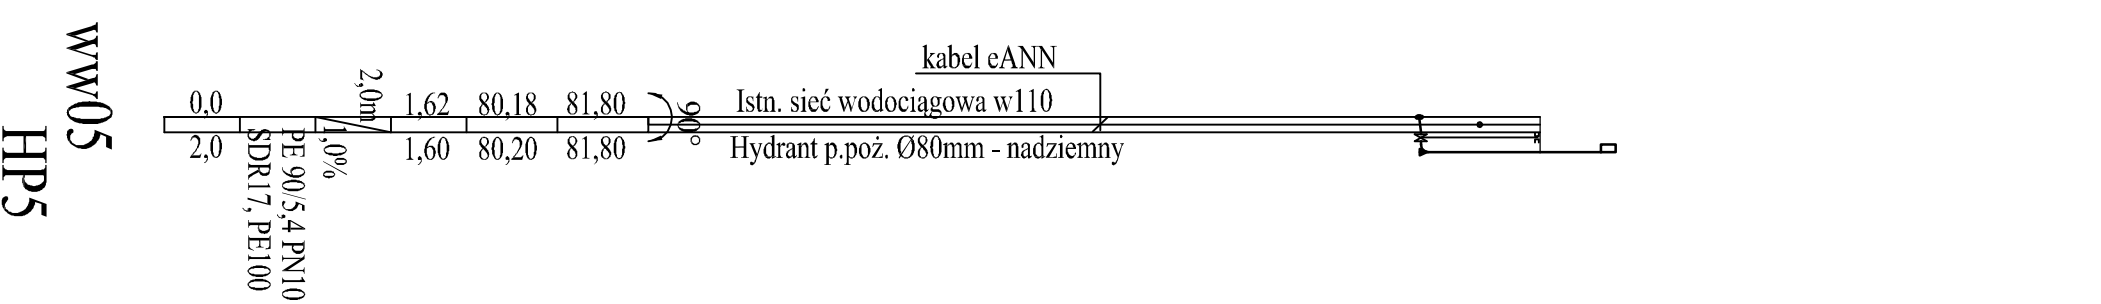 ww05
HP5
kabel eANN
0,0
2,0m
1,62
80,18
81,80
90°
Istn. sieć wodociągowa w110
2,0
SDR17, PE100
PE 90/5,4 PN10
1,0%
1,60
80,20
81,80
Hydrant p.poż. Ø80mm - nadziemny